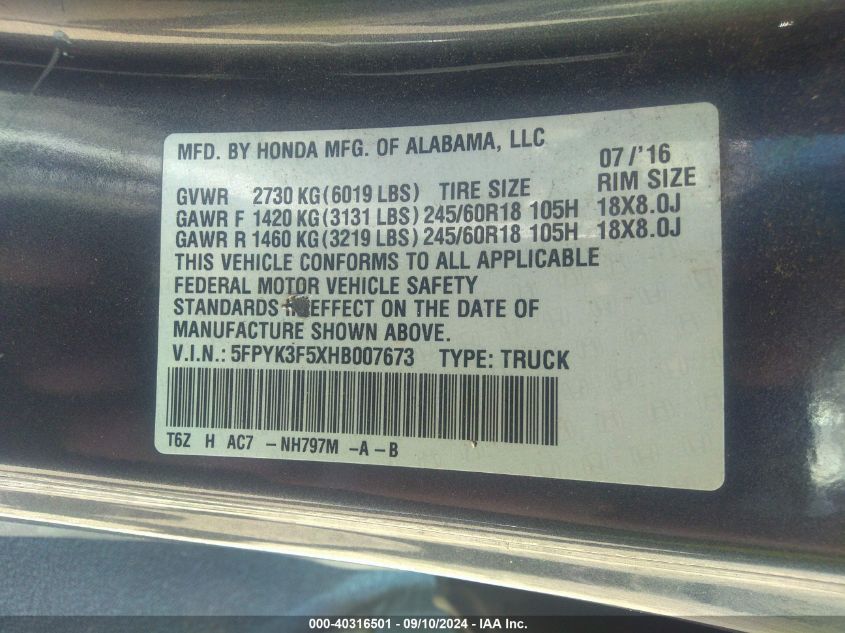 MFD. BY HONDA MFG. OF ALABAMA, LLC 07/'16
GVWR 2730 KG(6019 LBS) TIRE SIZE RIM SIZE
GAWR F 1420 KG(3131 LBS) 245/60R18 105H 18X8.0J
GAWR R 1460 KG(3219 LBS) 245/60R18 105H 18X8.0J
THIS VEHICLE CONFORMS TO ALL APPLICABLE
FEDERAL MOTOR VEHICLE SAFETY
STANDARDS EFFECT ON THE DATE OF
MANUFACTURE SHOWN ABOVE.
V.I.N.: 5FPYK3F5XHB007673 TYPE: TRUCK
T6Z H AC7 -NH797M -A-B
000-40316501 - 09/10/2024 - IAA Inc.